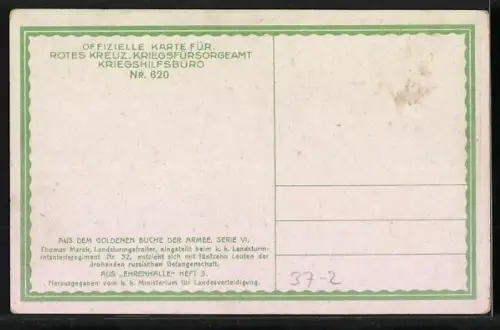 OFFIZIELLE KARTE FÜR
ROTES KREUZ, KRIEGSFÜRSORGEAMT
KRIEGSHILFSBÜRO
Nr. 620
AUS DEM GOLDENEN BUCHE DER ARMEE, SERIE VI.
Thomas Marek, Landsturmgefreiter, eingeteilt beim k. k. Landsturm-
infanterieregiment Nr 32, entzieht sich mit fünfzehn Leuten der
drohenden russischen Gefangenschaft.
AUS „EHRENHALLE" HEFT 3.
Herausgegeben vom k. k. Ministerium für Landesverteidigung.
37-2